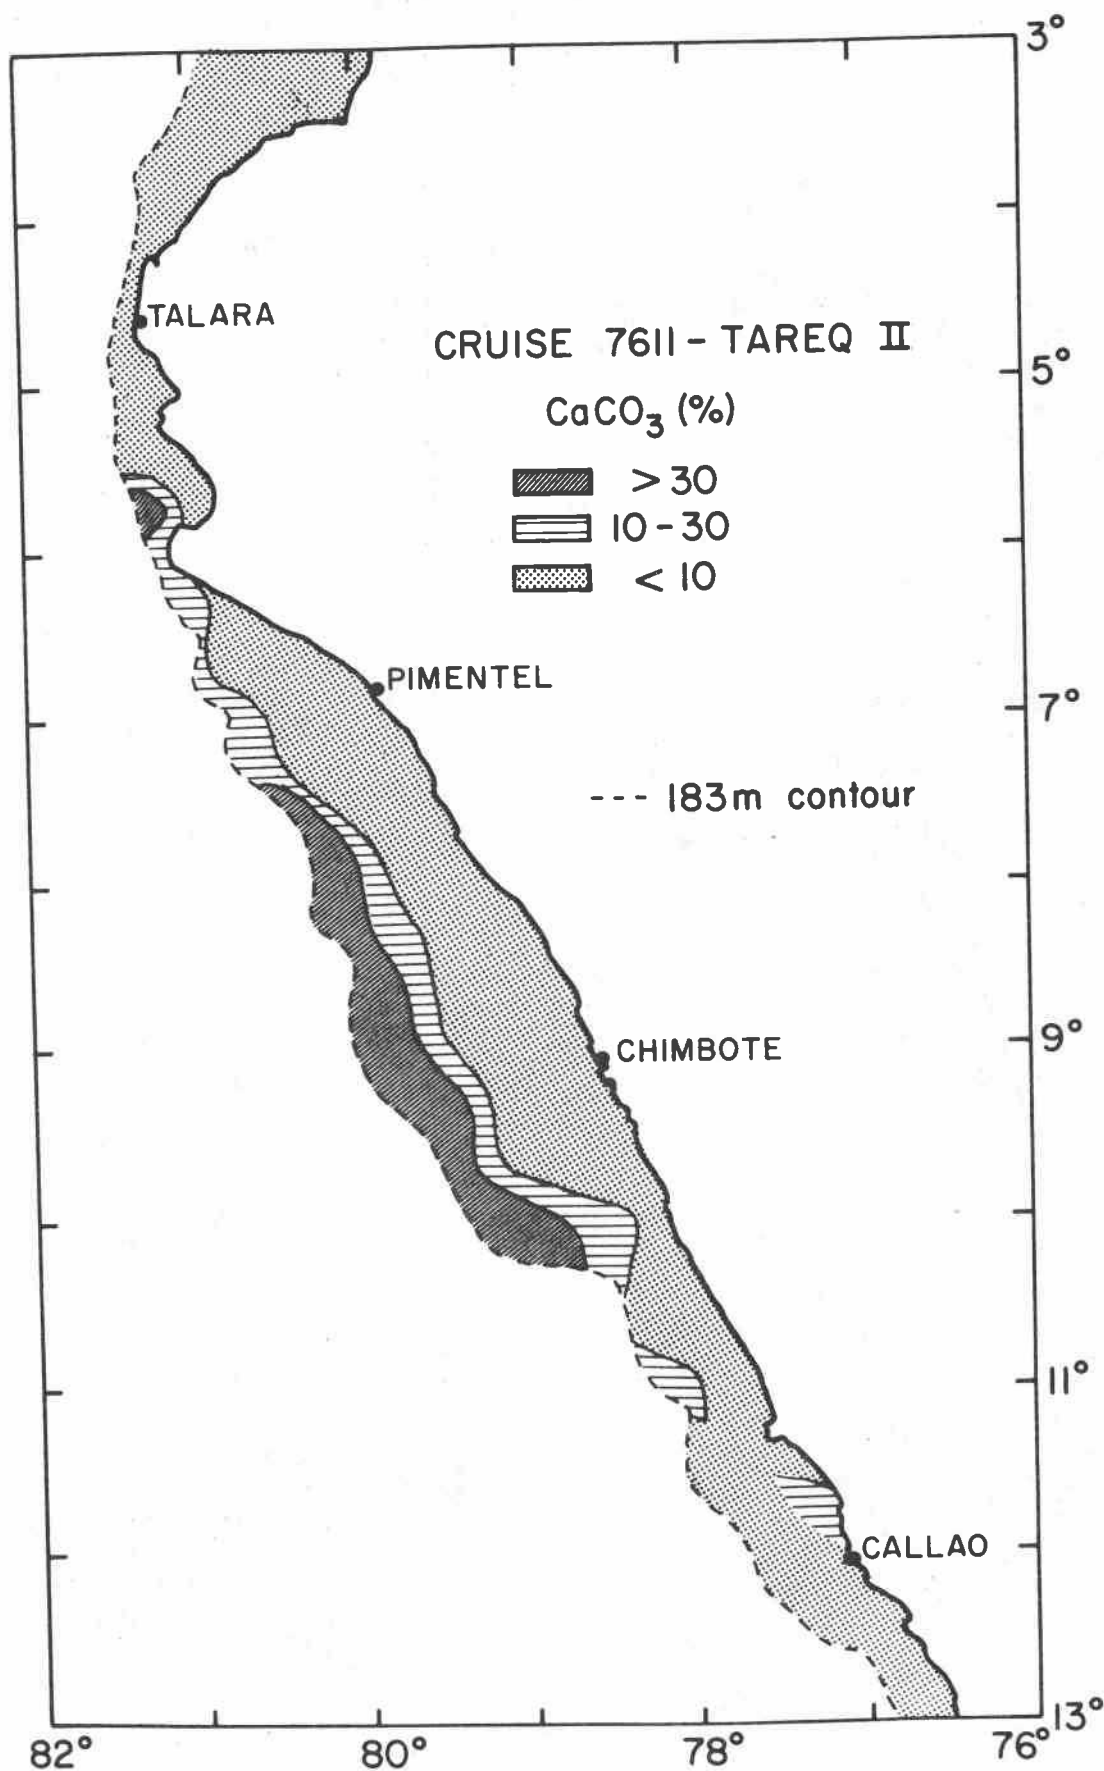 3°
TALARA
CRUISE 7611 - TAREQ II
5°
CaCO₃ (%)
> 30
10 - 30
< 10
PIMENTEL
7°
--- 183m contour
9°
CHIMBOTE
11°
CALLAO
13°
82° 80° 78° 76°